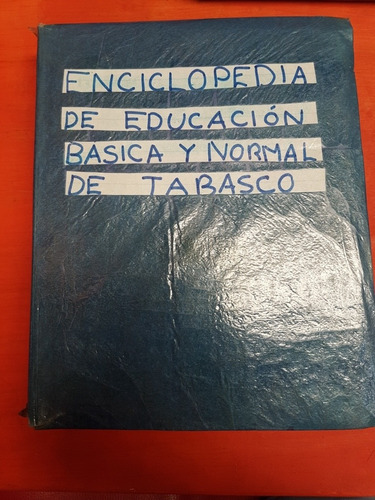 ENCICLOPEDIA
DE EDUCACIÓN
BASICA Y NORMAL
DE TABASCO